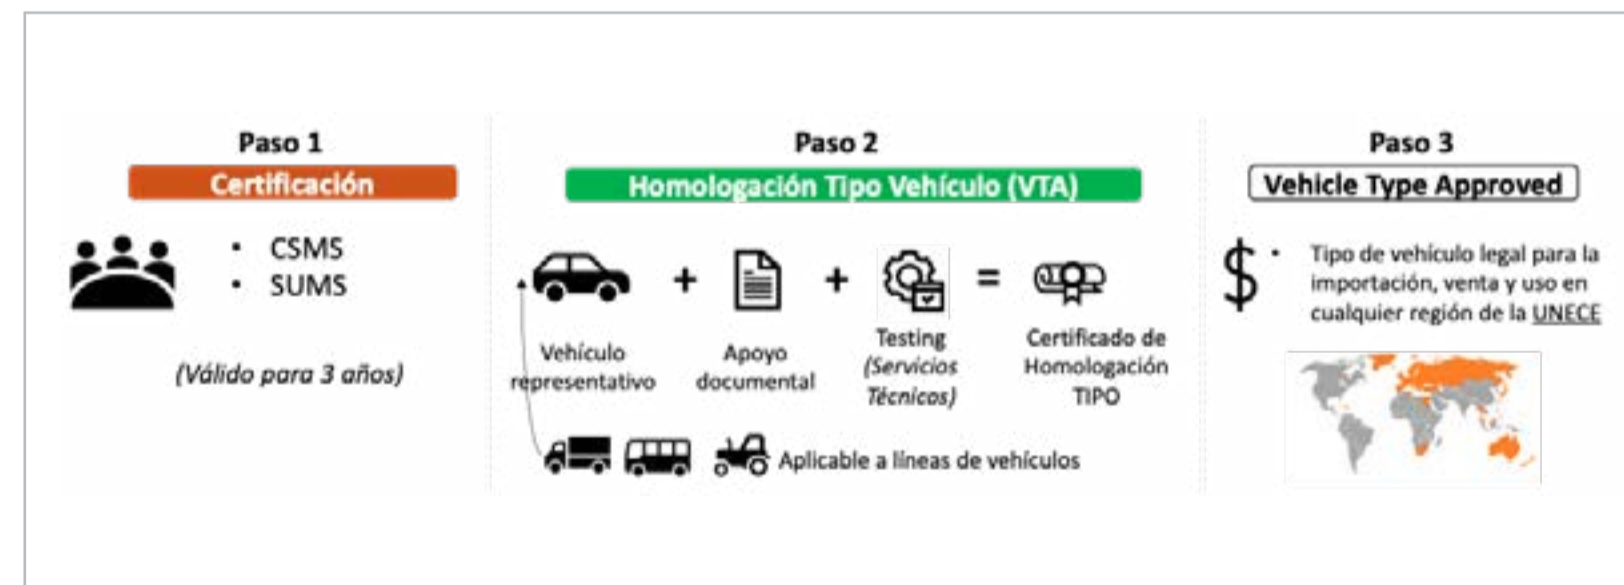 Paso 1
Certificación
• CSMS
• SUMS
(Válido para 3 años)
Paso 2
Homologación Tipo Vehículo (VTA)
+
+
=
Vehículo
representativo
Apoyo
documental
Testing
(Servicios
Técnicos)
Certificado de
Homologación
TIPO
Aplicable a líneas de vehículos
Paso 3
Vehicle Type Approved
$
• Tipo de vehículo legal para la
importación, venta y uso en
cualquier región de la UNECE